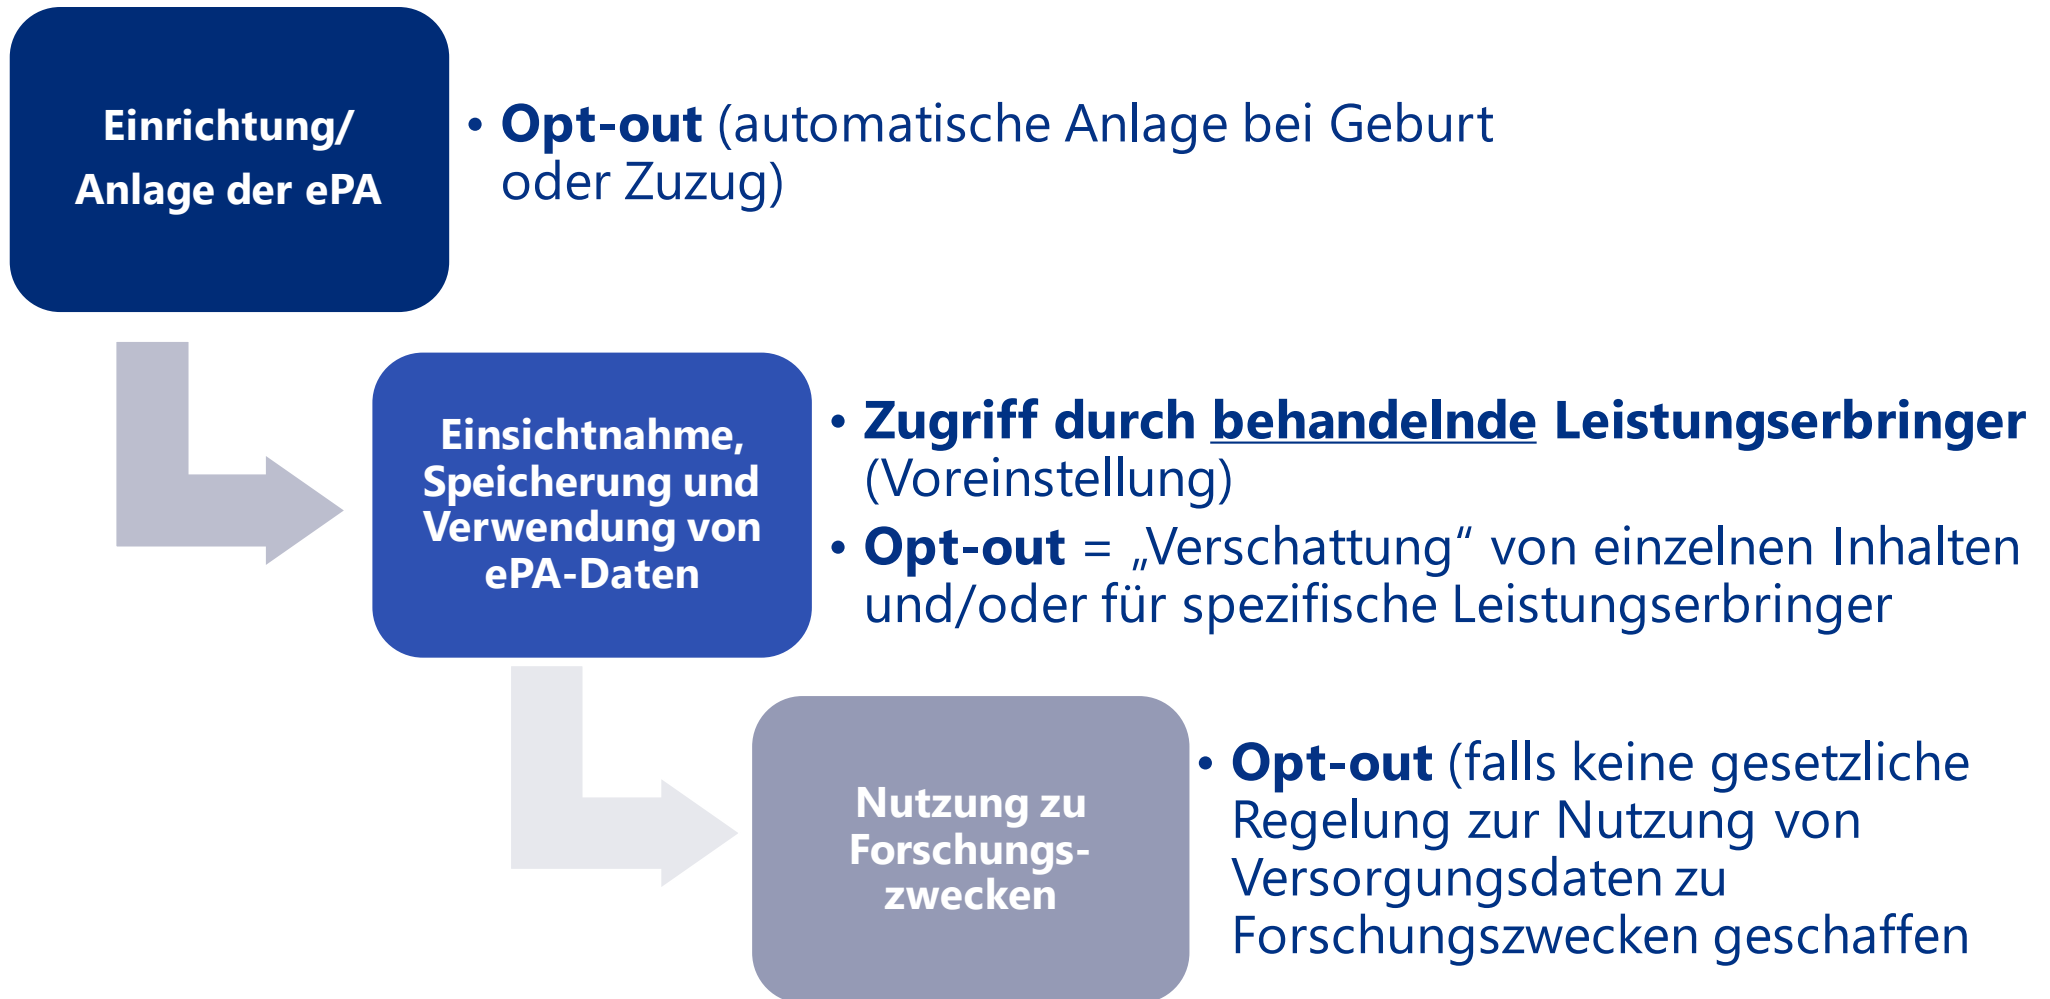 Einrichtung/
Anlage der ePA
• Opt-out (automatische Anlage bei Geburt
oder Zuzug)
Einsichtnahme,
Speicherung und
Verwendung von
ePA-Daten
• Zugriff durch behandelnde Leistungserbringer
(Voreinstellung)
• Opt-out = „Verschattung“ von einzelnen Inhalten
und/oder für spezifische Leistungserbringer
Nutzung zu
Forschungs-
zwecken
• Opt-out (falls keine gesetzliche
Regelung zur Nutzung von
Versorgungsdaten zu
Forschungszwecken geschaffen